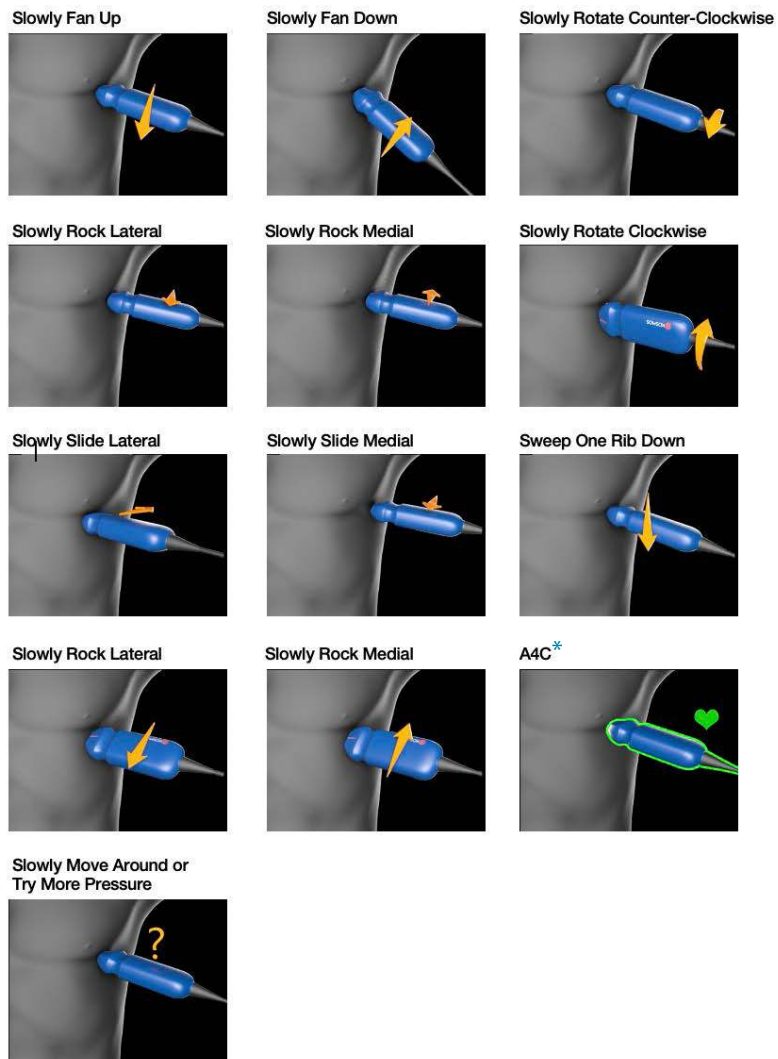 Slowly Fan Up
Slowly Fan Down
Slowly Rotate Counter-Clockwise
Slowly Rock Lateral
Slowly Rock Medial
Slowly Rotate Clockwise
Slowly Slide Lateral
Slowly Slide Medial
Sweep One Rib Down
Slowly Rock Lateral
Slowly Rock Medial
A4C*
Slowly Move Around or
Try More Pressure
?